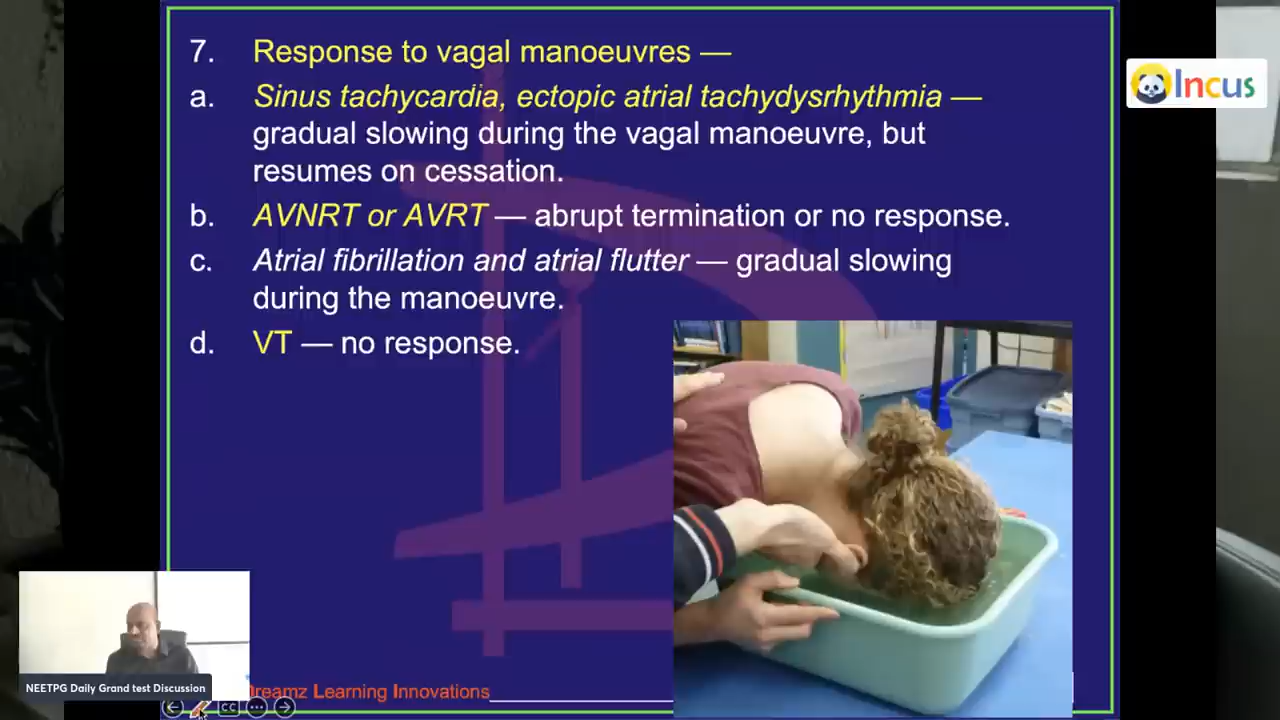 7. Response to vagal manoeuvres —
a. Sinus tachycardia, ectopic atrial tachydysrhythmia —
gradual slowing during the vagal manoeuvre, but
resumes on cessation.
b. AVNRT or AVRT — abrupt termination or no response.
c. Atrial fibrillation and atrial flutter — gradual slowing
during the manoeuvre.
d. VT — no response.
Incus
NEETPG Daily Grand test Discussion
Learning Innovations
CC